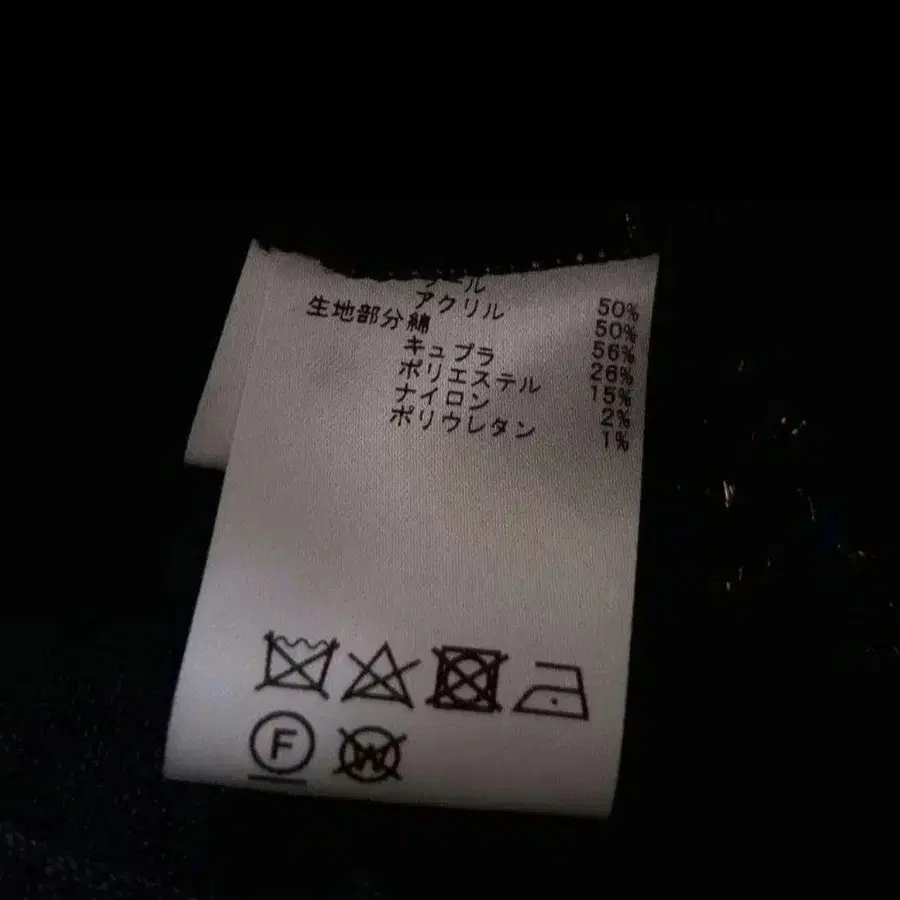 アクリル 50%
50%
生地部分綿 56%
キュプラ 26%
ポリエステル 15%
ナイロン 2%
ポリウレタン 1%
F
W